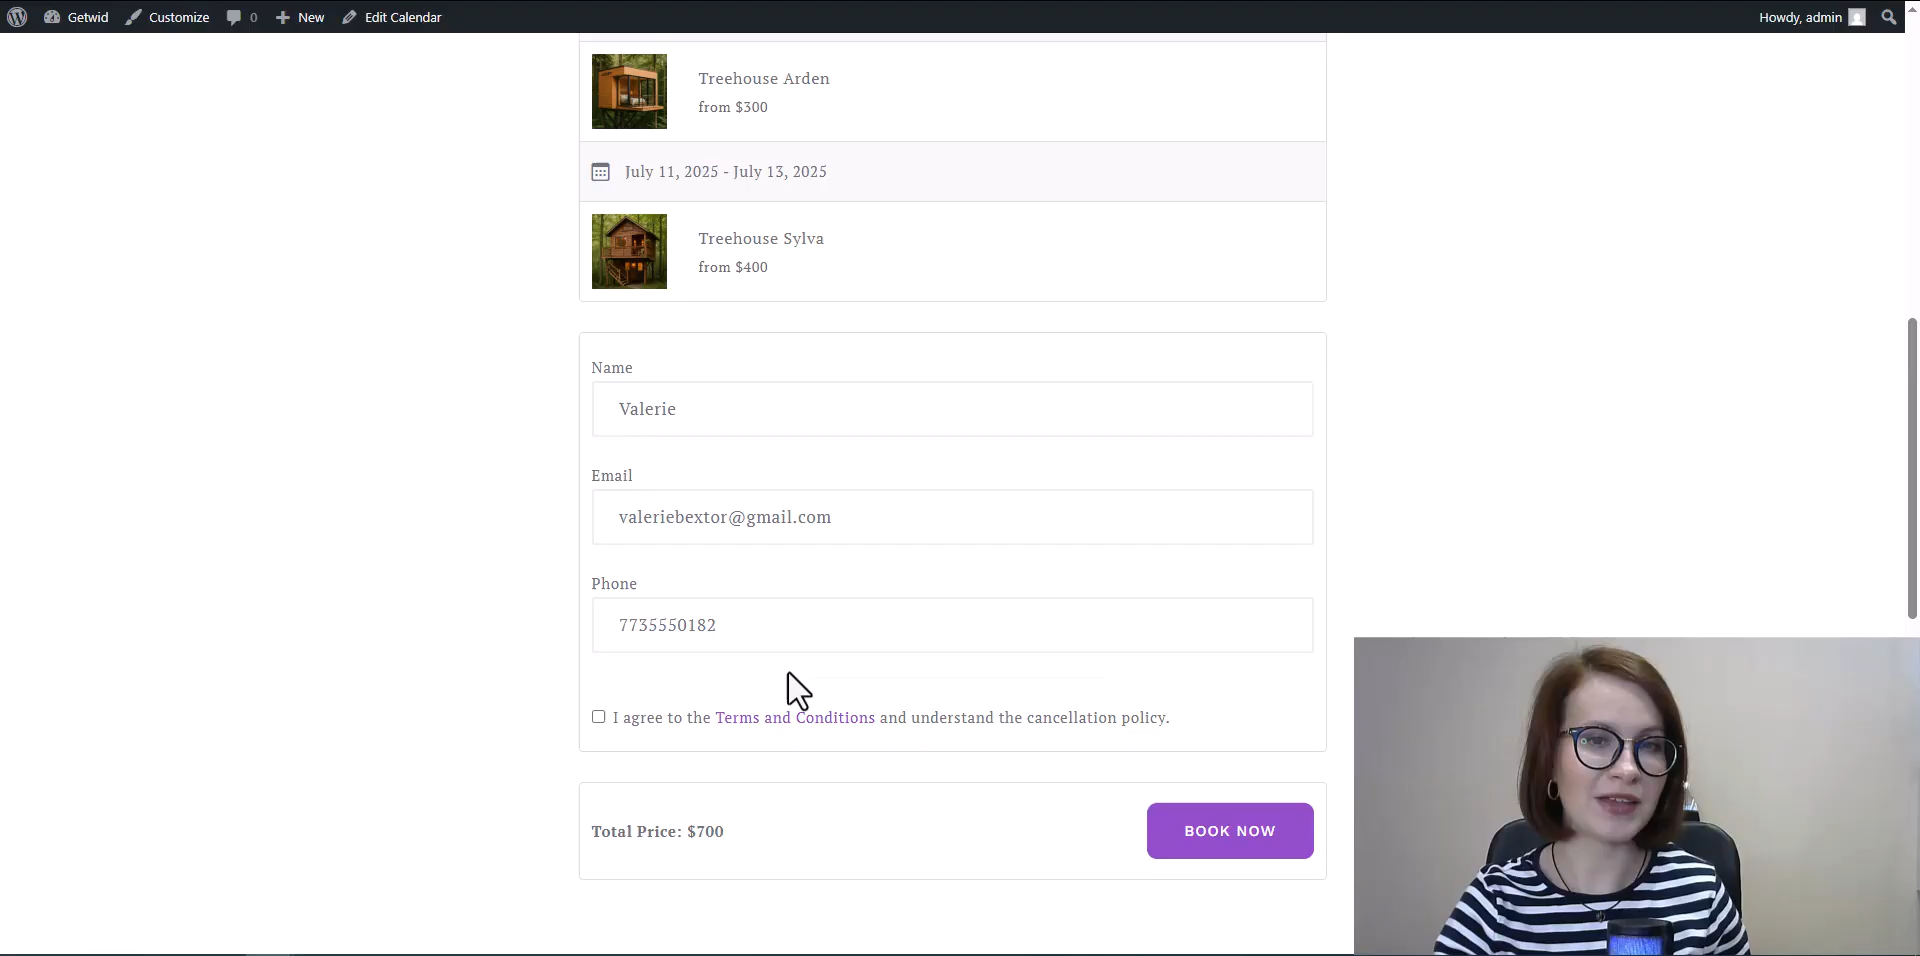 Getwid Customize 0 New Edit Calendar Howdy, admin
Treehouse Arden
from $300
July 11, 2025 - July 13, 2025
Treehouse Sylva
from $400
Name
Valerie
Email
valeriebextor@gmail.com
Phone
7735550182
I agree to the Terms and Conditions and understand the cancellation policy.
Total Price: $700
BOOK NOW